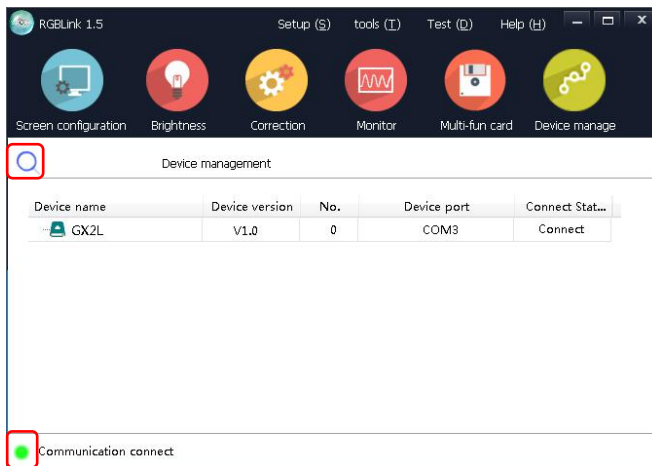 RGBLink 1.5 Setup (S) tools (T) Test (D) Help (H)
Screen configuration Brightness Correction Monitor Multi-fun card Device manage
Device management
Device name Device version No. Device port Connect Stat...
GX2L V1.0 0 COM3 Connect
Communication connect